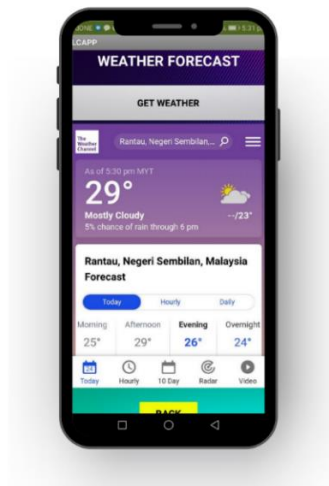 LCAPP
WEATHER FORECAST
GET WEATHER
The
Weather
Channel
Rantau, Negeri Sembilan,...
As of 5:30 pm MYT
29°
Mostly Cloudy
--/23°
5% chance of rain through 6 pm
Rantau, Negeri Sembilan, Malaysia
Forecast
Today Hourly Daily
Morning Afternoon Evening Overnight
25° 29° 26° 24°
Today Hourly 10 Day Radar Video
BACK